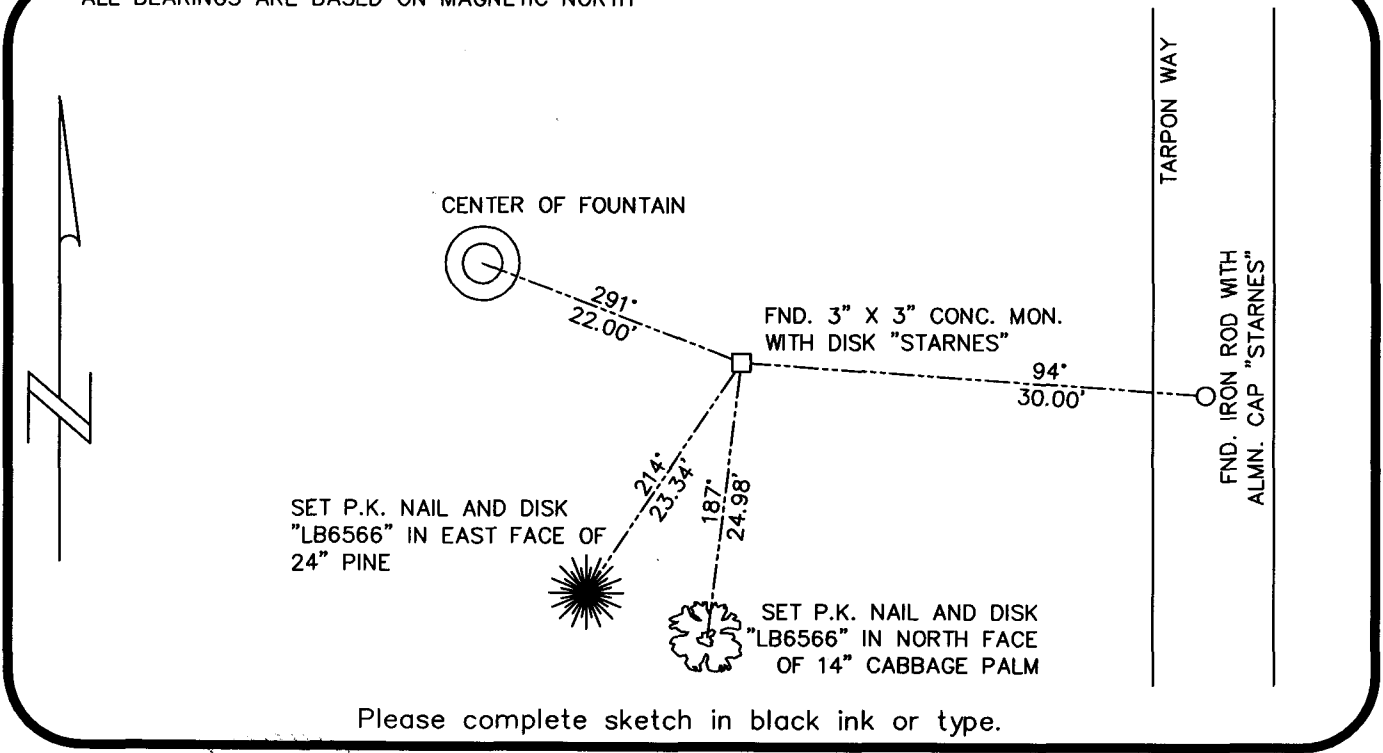 ALL BEARINGS ARE BASED ON MAGNETIC NORTH
TARPON WAY
CENTER OF FOUNTAIN
291°
22.00'
FND. 3" X 3" CONC. MON.
WITH DISK "STARNES"
94°
30.00'
FND. IRON ROD WITH
ALMN. CAP "STARNES"
214°
23.34'
187°
24.98'
SET P.K. NAIL AND DISK
"LB6566" IN EAST FACE OF
24" PINE
SET P.K. NAIL AND DISK
"LB6566" IN NORTH FACE
OF 14" CABBAGE PALM
Please complete sketch in black ink or type.
N